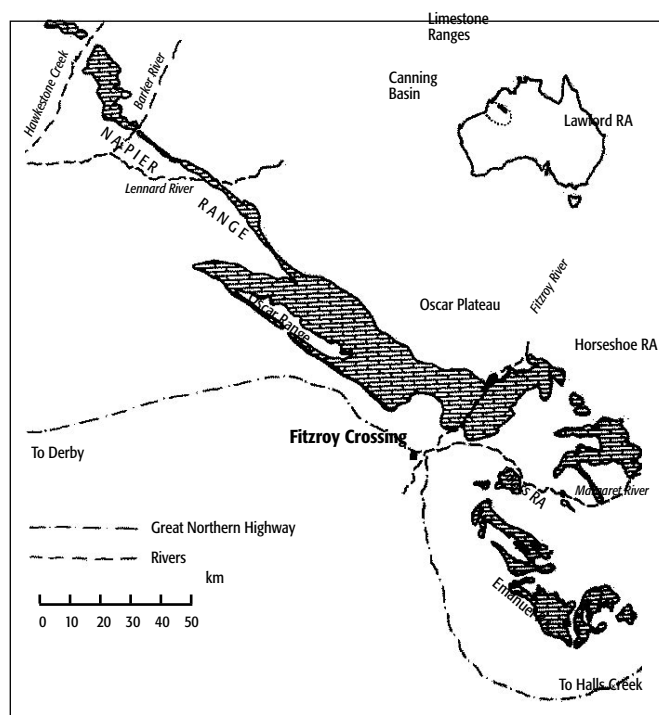 Limestone
Ranges
Canning
Basin
Lawford RA
Hawkestone Creek
Barker River
NAPIER
RANGE
Lennard River
Fitzroy River
Oscar Plateau
Oscar Range
Horseshoe RA
Fitzroy Crossing
To Derby
Margaret River
RA
Great Northern Highway
Rivers
km
0 10 20 30 40 50
Emanuel
To Halls Creek